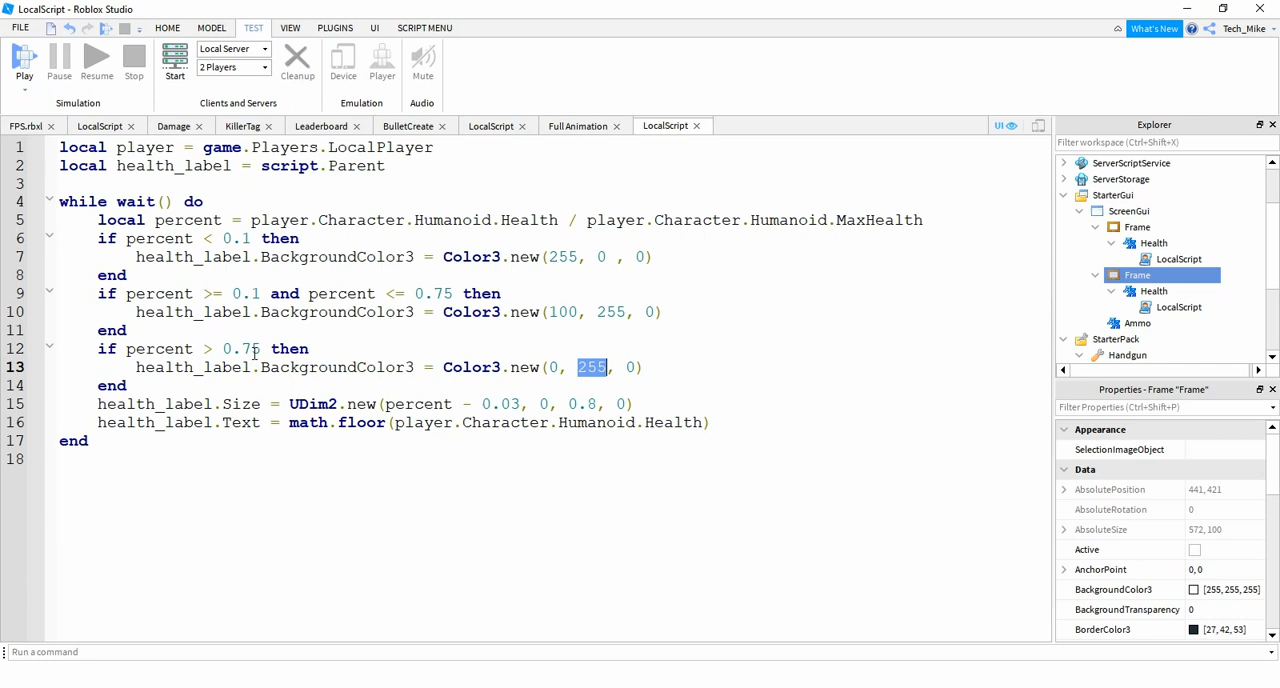 LocalScript - Roblox Studio
FILE HOME MODEL TEST VIEW PLUGINS UI SCRIPT MENU What's New Tech_Mike
Play Pause Resume Stop Start Local Server 2 Players Cleanup Device Player Mute
Simulation Clients and Servers Emulation Audio
FPS.rbxl LocalScript Damage KillerTag Leaderboard BulletCreate LocalScript Full Animation LocalScript UI
1 local player = game.Players.LocalPlayer
2 local health_label = script.Parent
3
4 while wait() do
5 local percent = player.Character.Humanoid.Health / player.Character.Humanoid.MaxHealth
6 if percent < 0.1 then
7 health_label.BackgroundColor3 = Color3.new(255, 0 , 0)
8 end
9 if percent >= 0.1 and percent <= 0.75 then
10 health_label.BackgroundColor3 = Color3.new(100, 255, 0)
11 end
12 if percent > 0.75 then
13 health_label.BackgroundColor3 = Color3.new(0, 255, 0)
14 end
15 health_label.Size = UDim2.new(percent - 0.03, 0, 0.8, 0)
16 health_label.Text = math.floor(player.Character.Humanoid.Health)
17 end
18
Explorer
Filter workspace (Ctrl+Shift+X)
ServerScriptService
ServerStorage
StarterGui
ScreenGui
Frame
Health
LocalScript
Frame
Health
LocalScript
Ammo
StarterPack
Handgun
Properties - Frame "Frame"
Filter Properties (Ctrl+Shift+P)
Appearance
SelectionImageObject
Data
AbsolutePosition 441, 421
AbsoluteRotation 0
AbsoluteSize 572, 100
Active
AnchorPoint 0, 0
BackgroundColor3 [255, 255, 255]
BackgroundTransparency 0
BorderColor3 [27, 42, 53]
Run a command